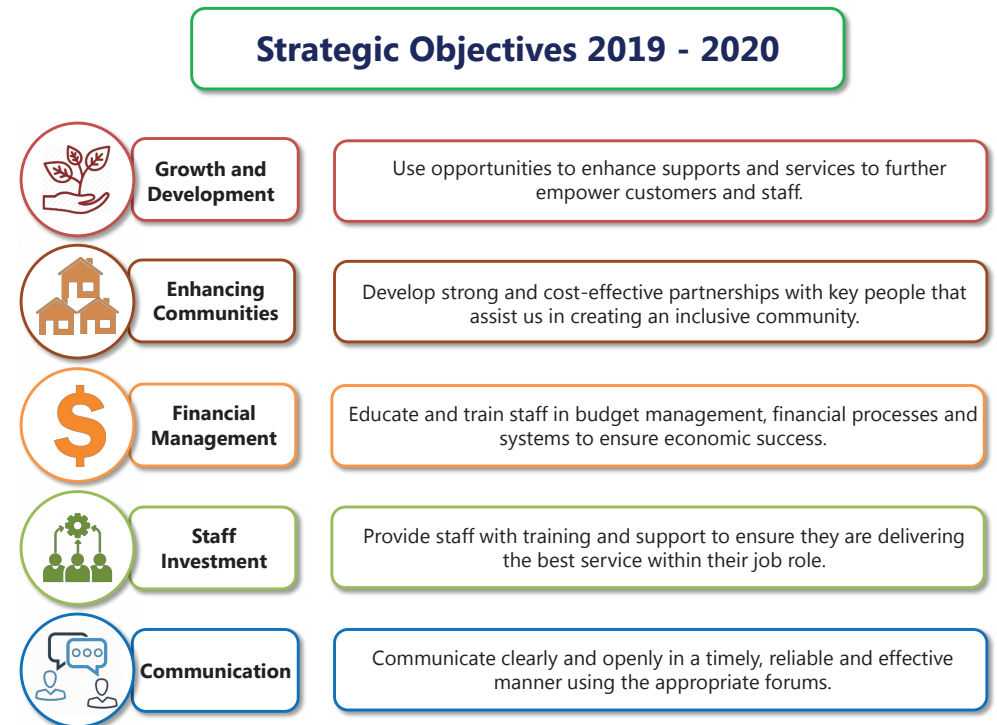 Strategic Objectives 2019 - 2020
Growth and
Development
Use opportunities to enhance supports and services to further
empower customers and staff.
Enhancing
Communities
Develop strong and cost-effective partnerships with key people that
assist us in creating an inclusive community.
Financial
Management
Educate and train staff in budget management, financial processes and
systems to ensure economic success.
Staff
Investment
Provide staff with training and support to ensure they are delivering
the best service within their job role.
Communication
Communicate clearly and openly in a timely, reliable and effective
manner using the appropriate forums.